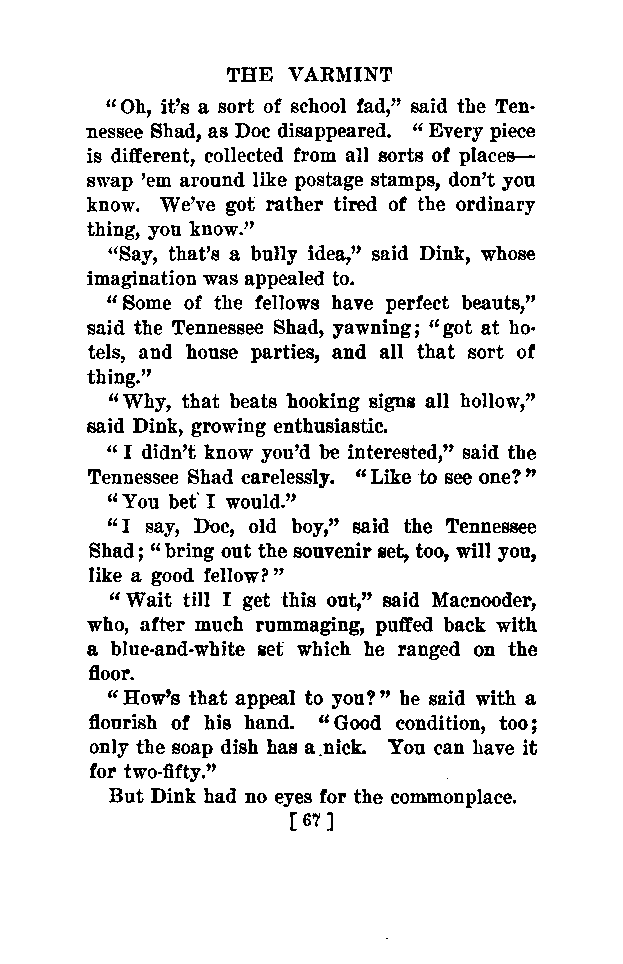 THE VARMINT
“Oh, it’s a sort of school fad,” said the Ten-
nessee Shad, as Doc disappeared. “Every piece
is different, collected from all sorts of places—
swap ’em around like postage stamps, don’t you
know. We’ve got rather tired of the ordinary
thing, you know.”
“Say, that’s a bully idea,” said Dink, whose
imagination was appealed to.
“Some of the fellows have perfect beauts,”
said the Tennessee Shad, yawning; “got at ho-
tels, and house parties, and all that sort of
thing.”
“Why, that beats hooking signs all hollow,”
said Dink, growing enthusiastic.
“I didn’t know you’d be interested,” said the
Tennessee Shad carelessly. “Like to see one?”
“You bet I would.”
“I say, Doc, old boy,” said the Tennessee
Shad; “bring out the souvenir set, too, will you,
like a good fellow?”
“Wait till I get this out,” said Macnooder,
who, after much rummaging, puffed back with
a blue-and-white set which he ranged on the
floor.
“How’s that appeal to you?” he said with a
flourish of his hand. “Good condition, too;
only the soap dish has a nick. You can have it
for two-fifty.”
But Dink had no eyes for the commonplace.
[ 67 ]